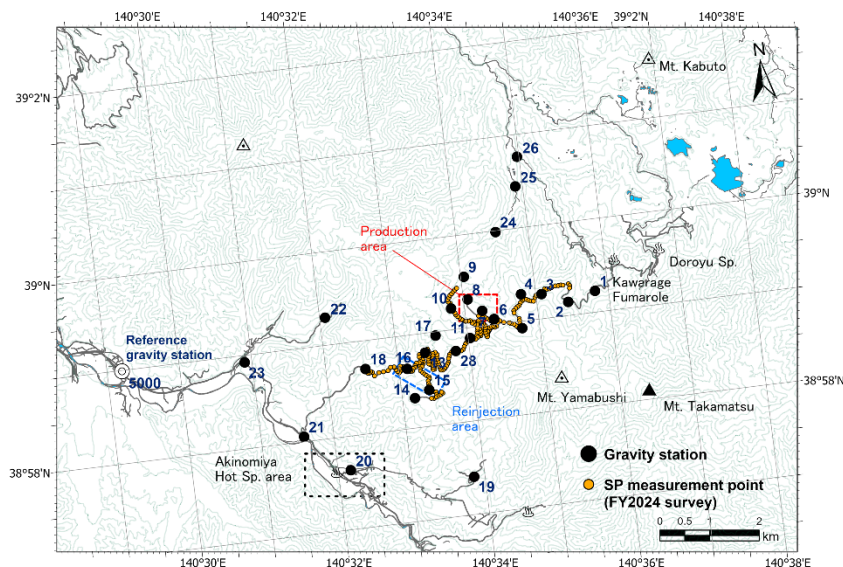 140°30'
140°32'
140°34'
140°36'
39°2'N
140°38'
N
Mt. Kabuto
39°2'
26
25
39°N
24
Production
area
Doroyu Sp.
9
39°N
8
4
3
1
Kawarage
Fumarole
10
6
2
22
17
11
5
Reference
gravity station
16
28
18
13
5000
23
15
38°58'
14
Mt. Yamabushi
Mt. Takamatsu
Reinjection
area
21
Akinomiya
Hot Sp. area
20
Gravity station
38°58'
19
SP measurement point
(FY2024 survey)
0 0.5 1 2
km
140°30'
140°32'
140°34'
140°36'
140°38'